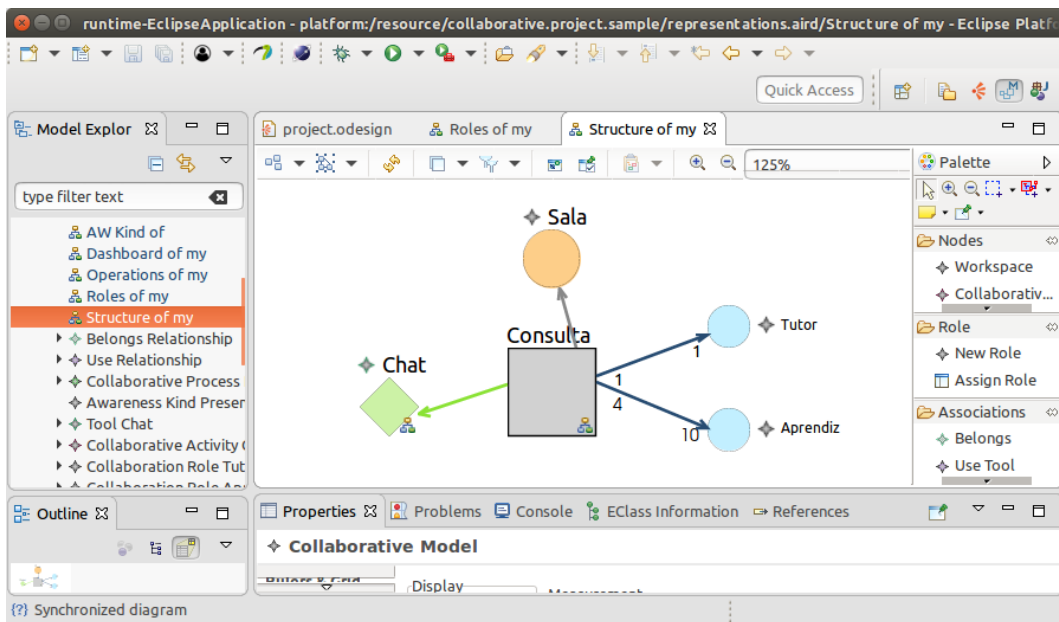 runtime-EclipseApplication - platform:/resource/collaborative.project.sample/representations.aird/Structure of my - Eclipse Platfo
Quick Access
Model Explor
project.odesign
Roles of my
Structure of my
type filter text
125%
Palette
AW Kind of
Dashboard of my
Operations of my
Roles of my
Structure of my
Belongs Relationship
Use Relationship
Collaborative Process
Awareness Kind Preser
Tool Chat
Collaborative Activity
Collaboration Role Tut
Sala
Consulta
Chat
Tutor
Aprendiz
1
1
4
10
Nodes
Workspace
Collaborativ...
Role
New Role
Assign Role
Associations
Belongs
Use Tool
Outline
Properties
Problems
Console
EClass Information
References
Collaborative Model
Display
{?} Synchronized diagram